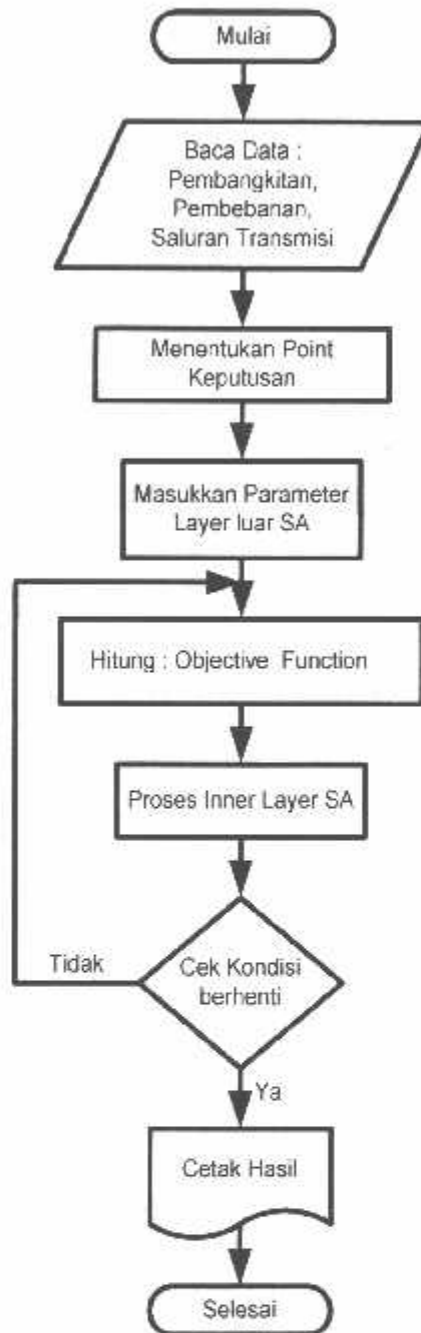 Mulai
Baca Data :
Pembangkitan,
Pembebanan,
Saluran Transmisi
Menentukan Point
Keputusan
Masukkan Parameter
Layer luar SA
Hitung : Objective Function
Proses Inner Layer SA
Cek Kondisi
berhenti
Tidak
Ya
Cetak Hasil
Selesai